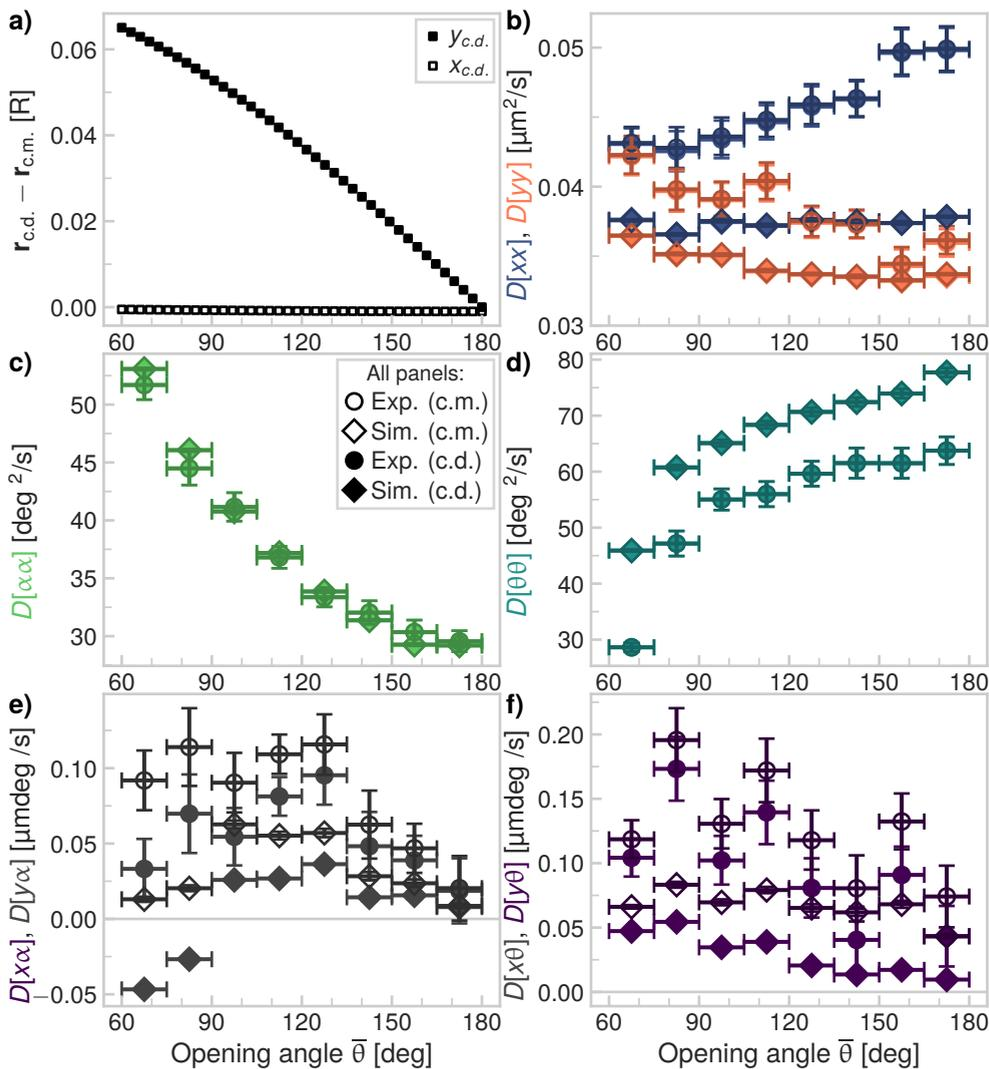 a)
r_c.d. − r_c.m. [R]
0.06
0.04
0.02
0.00
y_c.d.
x_c.d.
60 90 120 150 180
b)
D[xx], D[yy] [µm²/s]
0.05
0.04
0.03
60 90 120 150 180
c)
D[αα] [deg ²/s]
50
45
40
35
30
All panels:
Exp. (c.m.)
Sim. (c.m.)
Exp. (c.d.)
Sim. (c.d.)
60 90 120 150 180
d)
D[θθ] [deg ²/s]
80
70
60
50
40
30
60 90 120 150 180
e)
D[xα], D[yα] [µmdeg /s]
0.10
0.05
0.00
−0.05
60 90 120 150 180
Opening angle θ̅ [deg]
f)
D[xθ], D[yθ] [µmdeg /s]
0.20
0.15
0.10
0.05
0.00
60 90 120 150 180
Opening angle θ̅ [deg]